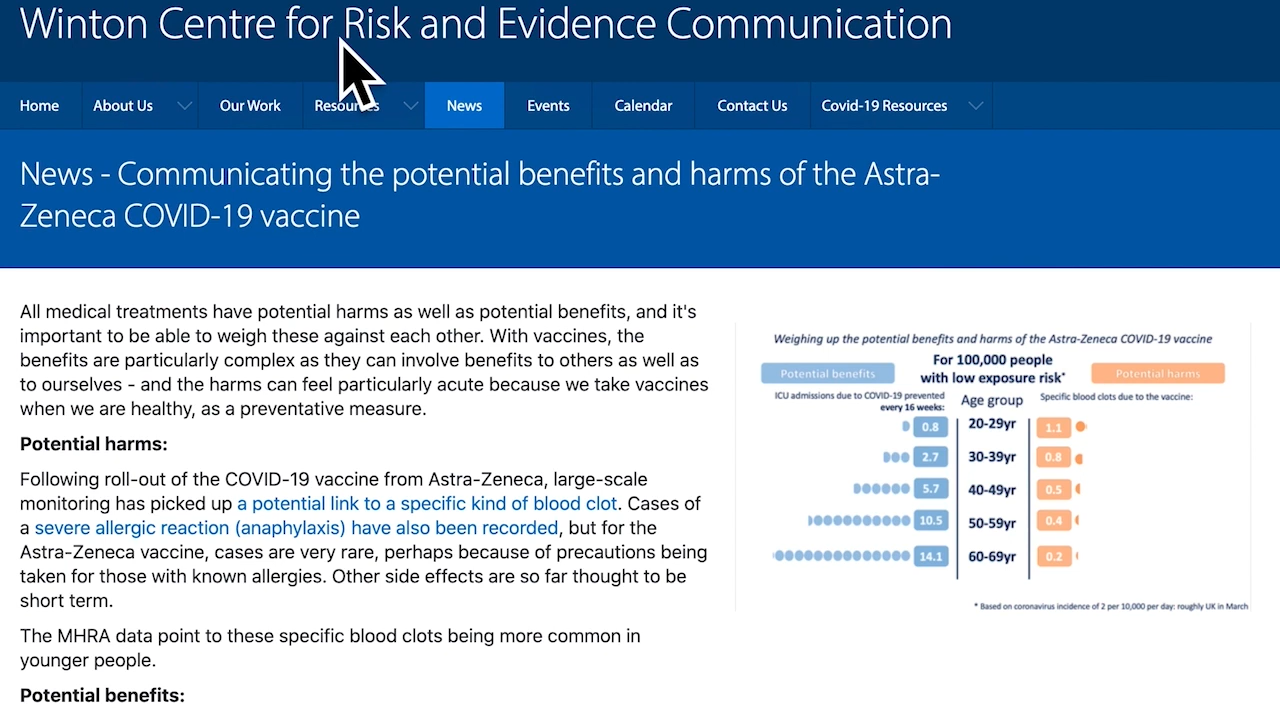 Winton Centre for Risk and Evidence Communication
Home About Us Our Work Resources News Events Calendar Contact Us Covid-19 Resources
News - Communicating the potential benefits and harms of the Astra-
Zeneca COVID-19 vaccine
All medical treatments have potential harms as well as potential benefits, and it's
important to be able to weigh these against each other. With vaccines, the
benefits are particularly complex as they can involve benefits to others as well as
to ourselves - and the harms can feel particularly acute because we take vaccines
when we are healthy, as a preventative measure.
Potential harms:
Following roll-out of the COVID-19 vaccine from Astra-Zeneca, large-scale
monitoring has picked up a potential link to a specific kind of blood clot. Cases of
a severe allergic reaction (anaphylaxis) have also been recorded, but for the
Astra-Zeneca vaccine, cases are very rare, perhaps because of precautions being
taken for those with known allergies. Other side effects are so far thought to be
short term.
The MHRA data point to these specific blood clots being more common in
younger people.
Potential benefits:
Weighing up the potential benefits and harms of the Astra-Zeneca COVID-19 vaccine
For 100,000 people
with low exposure risk*
Potential benefits
Potential harms
ICU admissions due to COVID-19 prevented
every 16 weeks:
Age group
Specific blood clots due to the vaccine:
0.8 20-29yr 1.1
2.7 30-39yr 0.8
5.7 40-49yr 0.5
10.5 50-59yr 0.4
14.1 60-69yr 0.2
* Based on coronavirus incidence of 2 per 10,000 per day: roughly UK in March